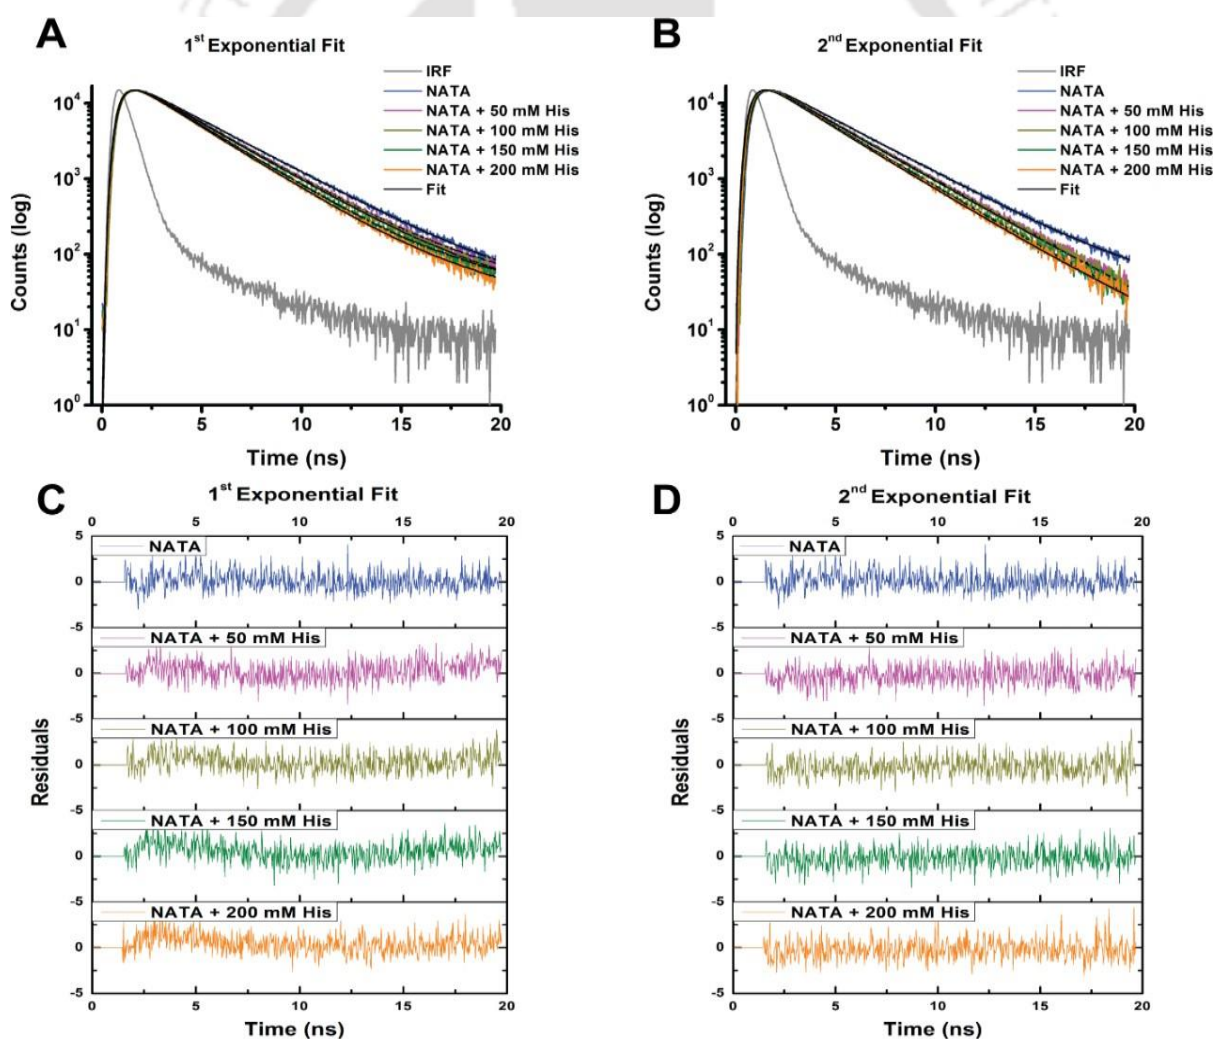 A
1st Exponential Fit
IRF
NATA
NATA + 50 mM His
NATA + 100 mM His
NATA + 150 mM His
NATA + 200 mM His
Fit
Counts (log)
10^4
10^3
10^2
10^1
10^0
0 5 10 15 20
Time (ns)
B
2nd Exponential Fit
IRF
NATA
NATA + 50 mM His
NATA + 100 mM His
NATA + 150 mM His
NATA + 200 mM His
Fit
Counts (log)
10^4
10^3
10^2
10^1
10^0
0 5 10 15 20
Time (ns)
C
1st Exponential Fit
0 5 10 15 20
Residuals
5
0
-5
NATA
0
-5
NATA + 50 mM His
0
-5
NATA + 100 mM His
0
-5
NATA + 150 mM His
0
-5
NATA + 200 mM His
0 5 10 15 20
Time (ns)
D
2nd Exponential Fit
0 5 10 15 20
Residuals
5
0
-5
NATA
0
-5
NATA + 50 mM His
0
-5
NATA + 100 mM His
0
-5
NATA + 150 mM His
0
-5
NATA + 200 mM His
0 5 10 15 20
Time (ns)